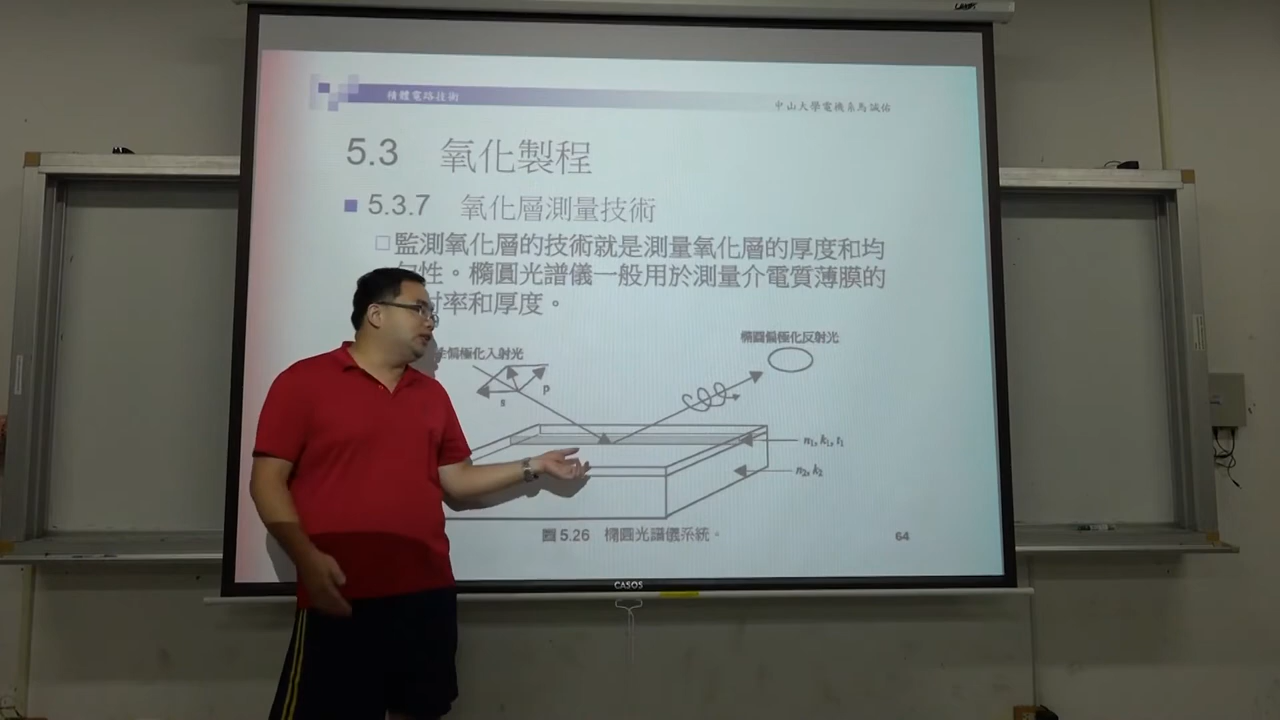 積體電路技術
中山大學電機系馬誠佑
5.3 氧化製程
5.3.7 氧化層測量技術
監測氧化層的技術就是測量氧化層的厚度和均
勻性。橢圓光譜儀一般用於測量介電質薄膜的
射率和厚度。
橢圓偏極化反射光
偏極化入射光
p
s
n₁, k₁, t₁
n₂, k₂
圖 5.26 橢圓光譜儀系統。
64
CASOS